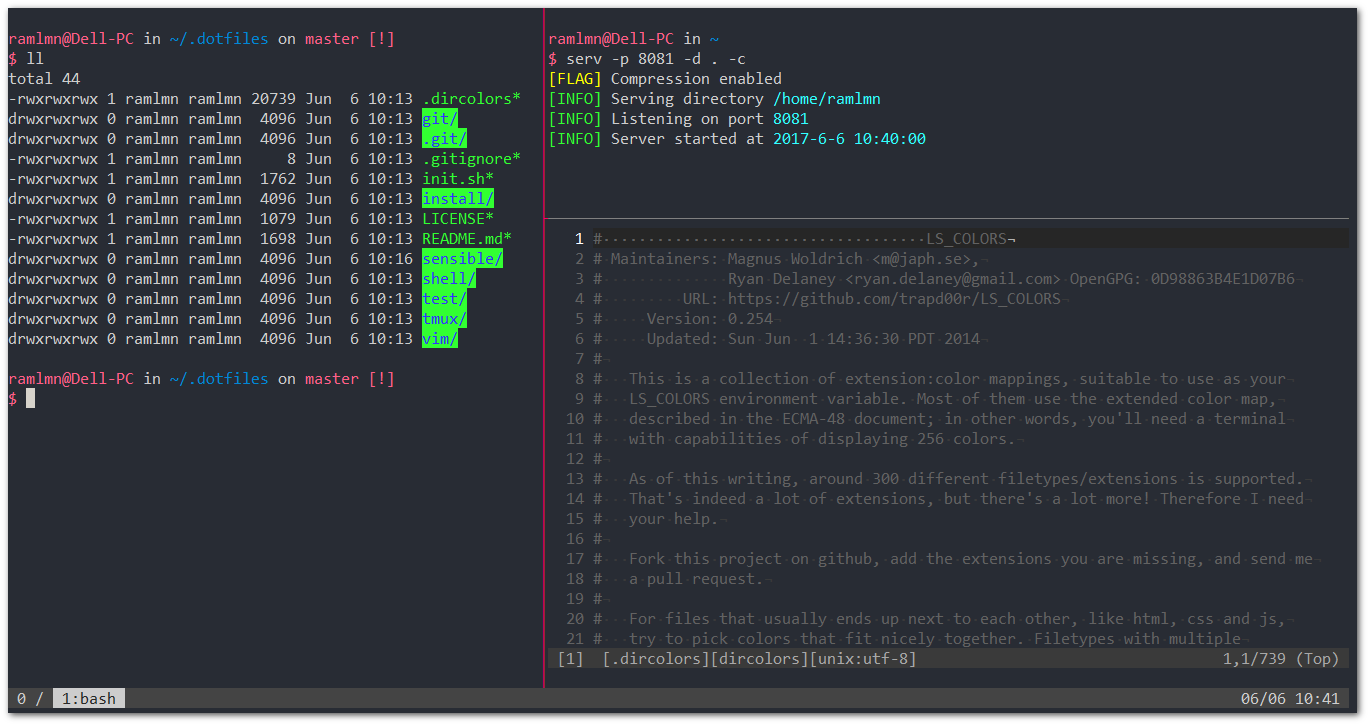 ramlmn@Dell-PC in ~/.dotfiles on master [!]
$ ll
total 44
-rwxrwxrwx 1 ramlmn ramlmn 20739 Jun  6 10:13 .dircolors*
drwxrwxrwx 0 ramlmn ramlmn  4096 Jun  6 10:13 git/
drwxrwxrwx 0 ramlmn ramlmn  4096 Jun  6 10:13 .git/
-rwxrwxrwx 1 ramlmn ramlmn     8 Jun  6 10:13 .gitignore*
-rwxrwxrwx 1 ramlmn ramlmn  1762 Jun  6 10:13 init.sh*
drwxrwxrwx 0 ramlmn ramlmn  4096 Jun  6 10:13 install/
-rwxrwxrwx 1 ramlmn ramlmn  1079 Jun  6 10:13 LICENSE*
-rwxrwxrwx 1 ramlmn ramlmn  1698 Jun  6 10:13 README.md*
drwxrwxrwx 0 ramlmn ramlmn  4096 Jun  6 10:16 sensible/
drwxrwxrwx 0 ramlmn ramlmn  4096 Jun  6 10:13 shell/
drwxrwxrwx 0 ramlmn ramlmn  4096 Jun  6 10:13 test/
drwxrwxrwx 0 ramlmn ramlmn  4096 Jun  6 10:13 tmux/
drwxrwxrwx 0 ramlmn ramlmn  4096 Jun  6 10:13 vim/
ramlmn@Dell-PC in ~/.dotfiles on master [!]
$
ramlmn@Dell-PC in ~
$ serv -p 8081 -d . -c
[FLAG] Compression enabled
[INFO] Serving directory /home/ramlmn
[INFO] Listening on port 8081
[INFO] Server started at 2017-6-6 10:40:00
1 #····································LS_COLORS¬
2 # Maintainers: Magnus Woldrich <m@japh.se>,¬
3 #··············Ryan Delaney <ryan.delaney@gmail.com> OpenGPG: 0D98863B4E1D07B6
4 #·········URL: https://github.com/trapd00r/LS_COLORS
5 #·····Version: 0.254
6 #·····Updated: Sun Jun  1 14:36:30 PDT 2014
7 #¬
8 #···This is a collection of extension:color mappings, suitable to use as your¬
9 #···LS_COLORS environment variable. Most of them use the extended color map,¬
10 #···described in the ECMA-48 document; in other words, you'll need a terminal¬
11 #···with capabilities of displaying 256 colors.¬
12 #¬
13 #···As of this writing, around 300 different filetypes/extensions is supported.¬
14 #···That's indeed a lot of extensions, but there's a lot more! Therefore I need¬
15 #···your help.¬
16 #¬
17 #···Fork this project on github, add the extensions you are missing, and send me¬
18 #···a pull request.¬
19 #¬
20 #···For files that usually ends up next to each other, like html, css and js,¬
21 #···try to pick colors that fit nicely together. Filetypes with multiple¬
[1]  [.dircolors][dircolors][unix:utf-8] 1,1/739 (Top)
0 / 1:bash 06/06 10:41